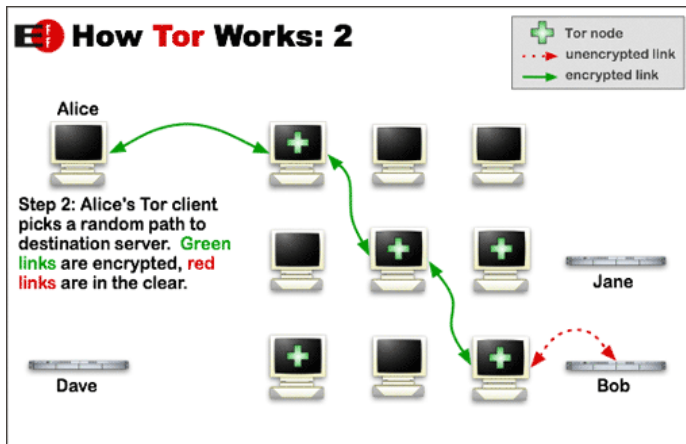 EFF How Tor Works: 2
Tor node
unencrypted link
encrypted link
Alice
Step 2: Alice's Tor client
picks a random path to
destination server. Green
links are encrypted, red
links are in the clear.
Jane
Dave
Bob